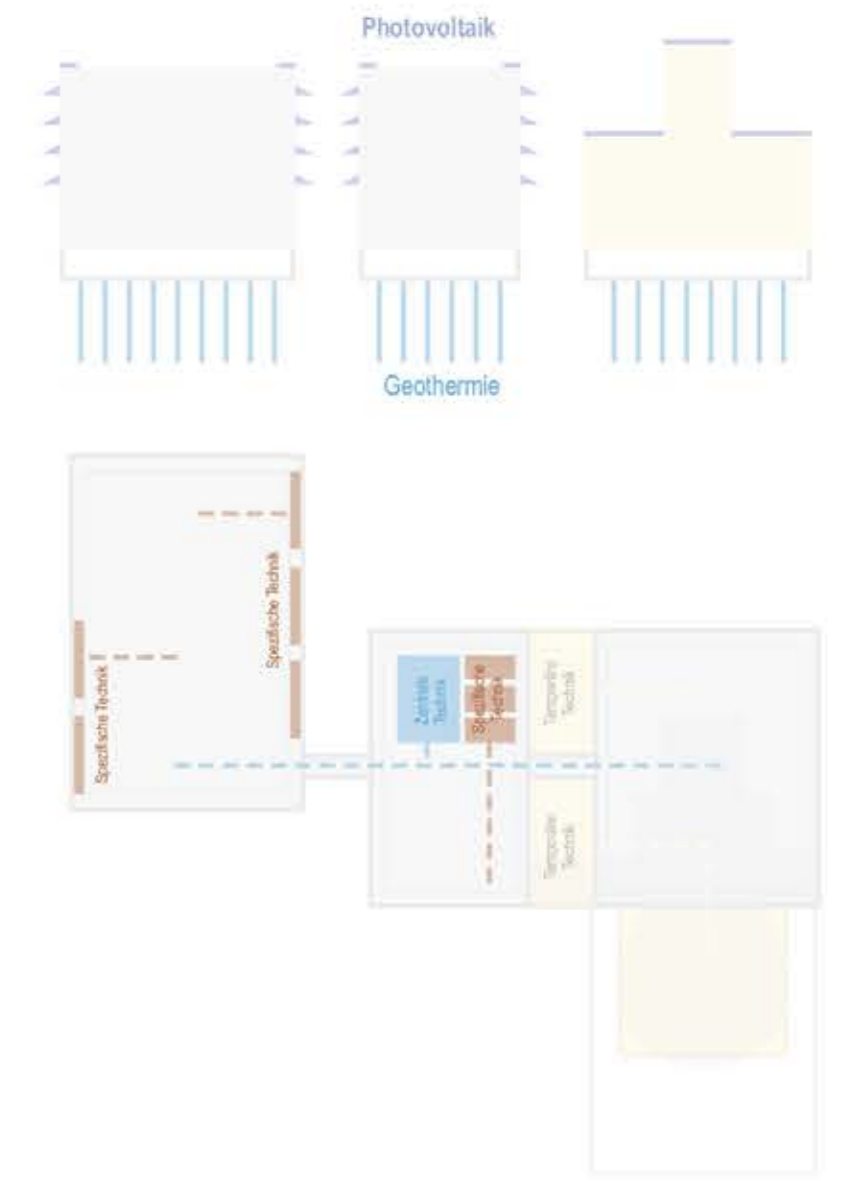 Photovoltaik
Geothermie
Spezifische Technik
Spezifische Technik
Zentrale
Technik
Spezifische
Technik
Temporäre
Technik
Temporäre
Technik